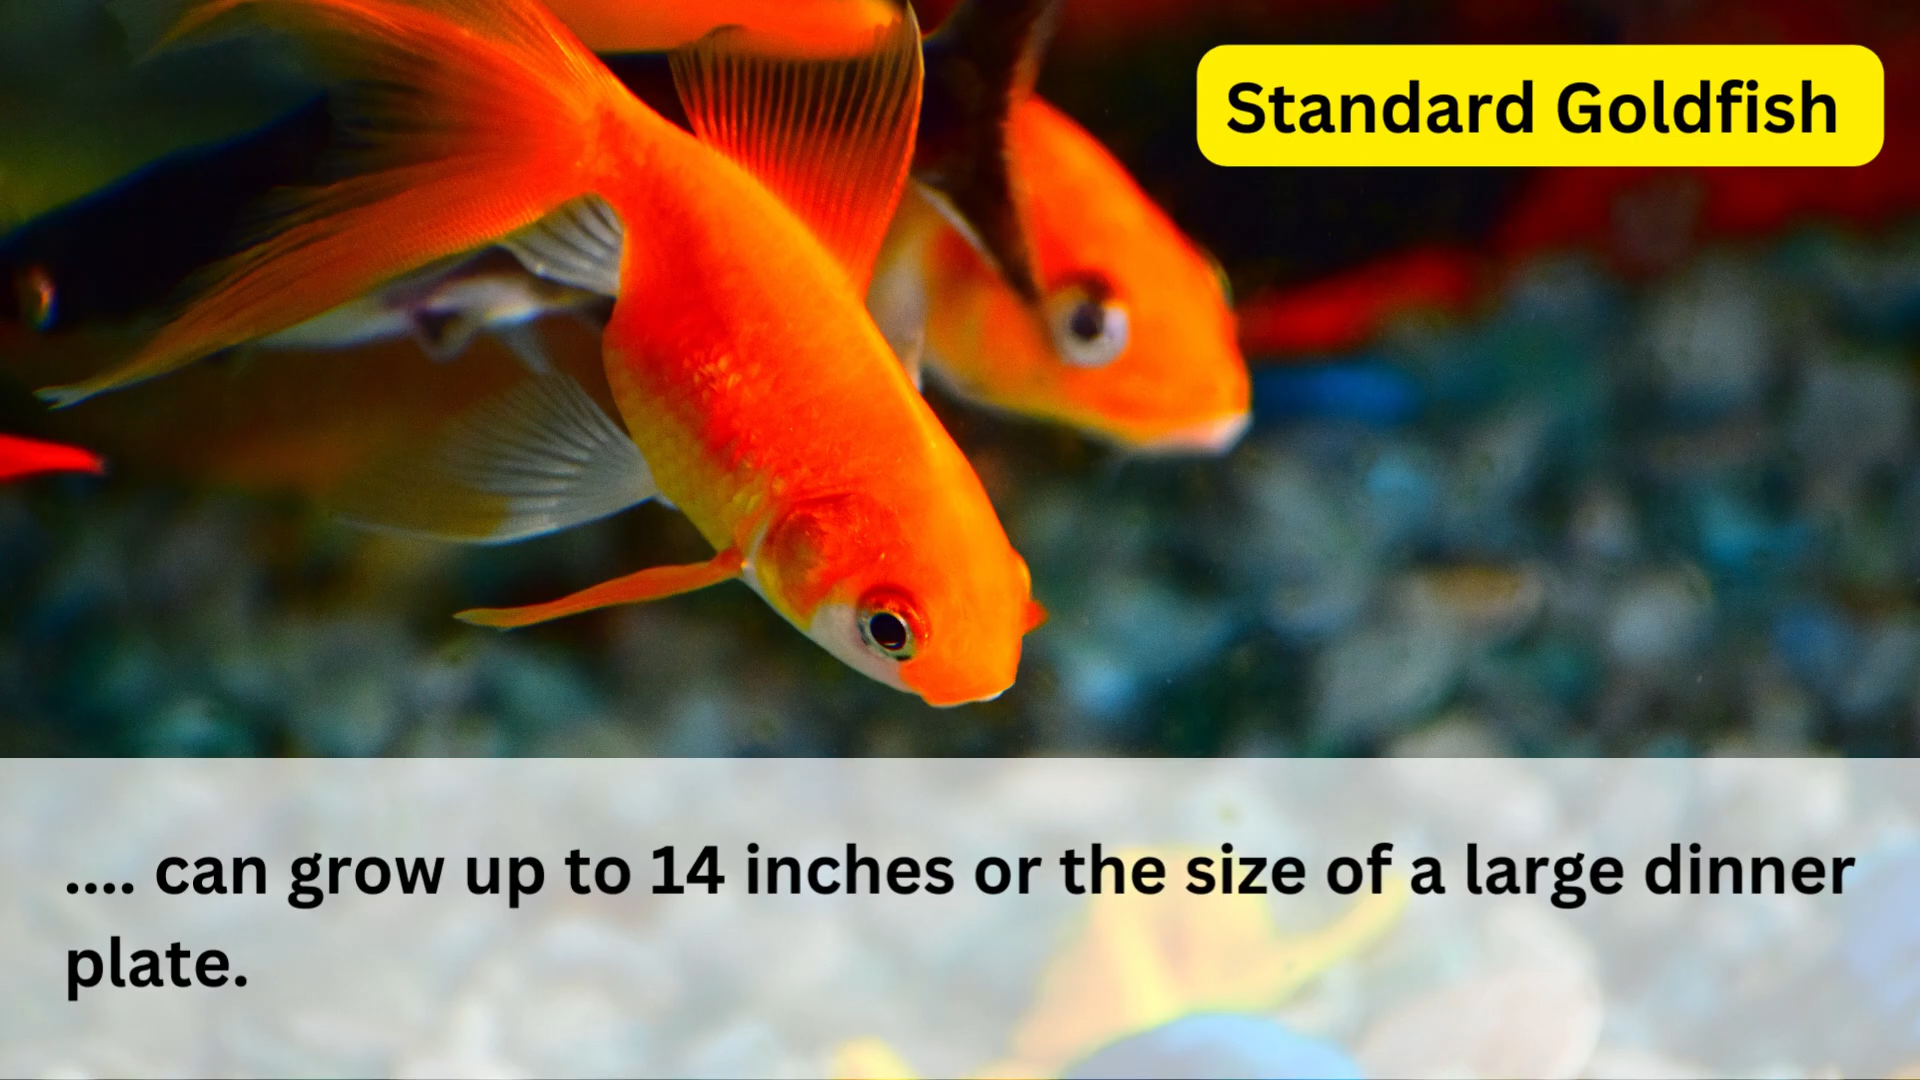 Standard Goldfish
.... can grow up to 14 inches or the size of a large dinner
plate.